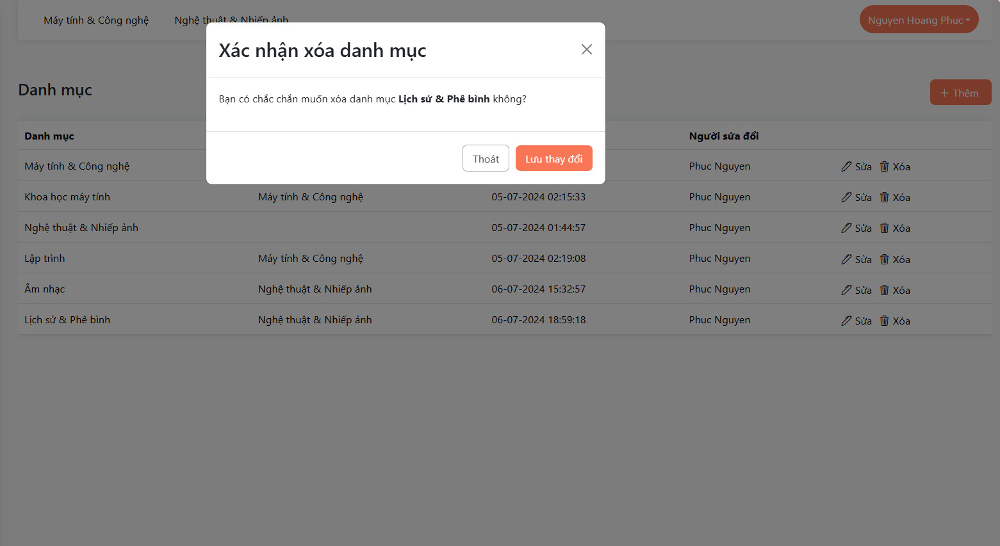 Máy tính & Công nghệ Nghệ thuật & Nhiếp ảnh Nguyen Hoang Phuc
Xác nhận xóa danh mục
Bạn có chắc chắn muốn xóa danh mục Lịch sử & Phê bình không?
Thoát Lưu thay đổi
Danh mục + Thêm
Danh mục Người sửa đổi
Máy tính & Công nghệ Phuc Nguyen Sửa Xóa
Khoa học máy tính Máy tính & Công nghệ 05-07-2024 02:15:33 Phuc Nguyen Sửa Xóa
Nghệ thuật & Nhiếp ảnh 05-07-2024 01:44:57 Phuc Nguyen Sửa Xóa
Lập trình Máy tính & Công nghệ 05-07-2024 02:19:08 Phuc Nguyen Sửa Xóa
Âm nhạc Nghệ thuật & Nhiếp ảnh 06-07-2024 15:32:57 Phuc Nguyen Sửa Xóa
Lịch sử & Phê bình Nghệ thuật & Nhiếp ảnh 06-07-2024 18:59:18 Phuc Nguyen Sửa Xóa